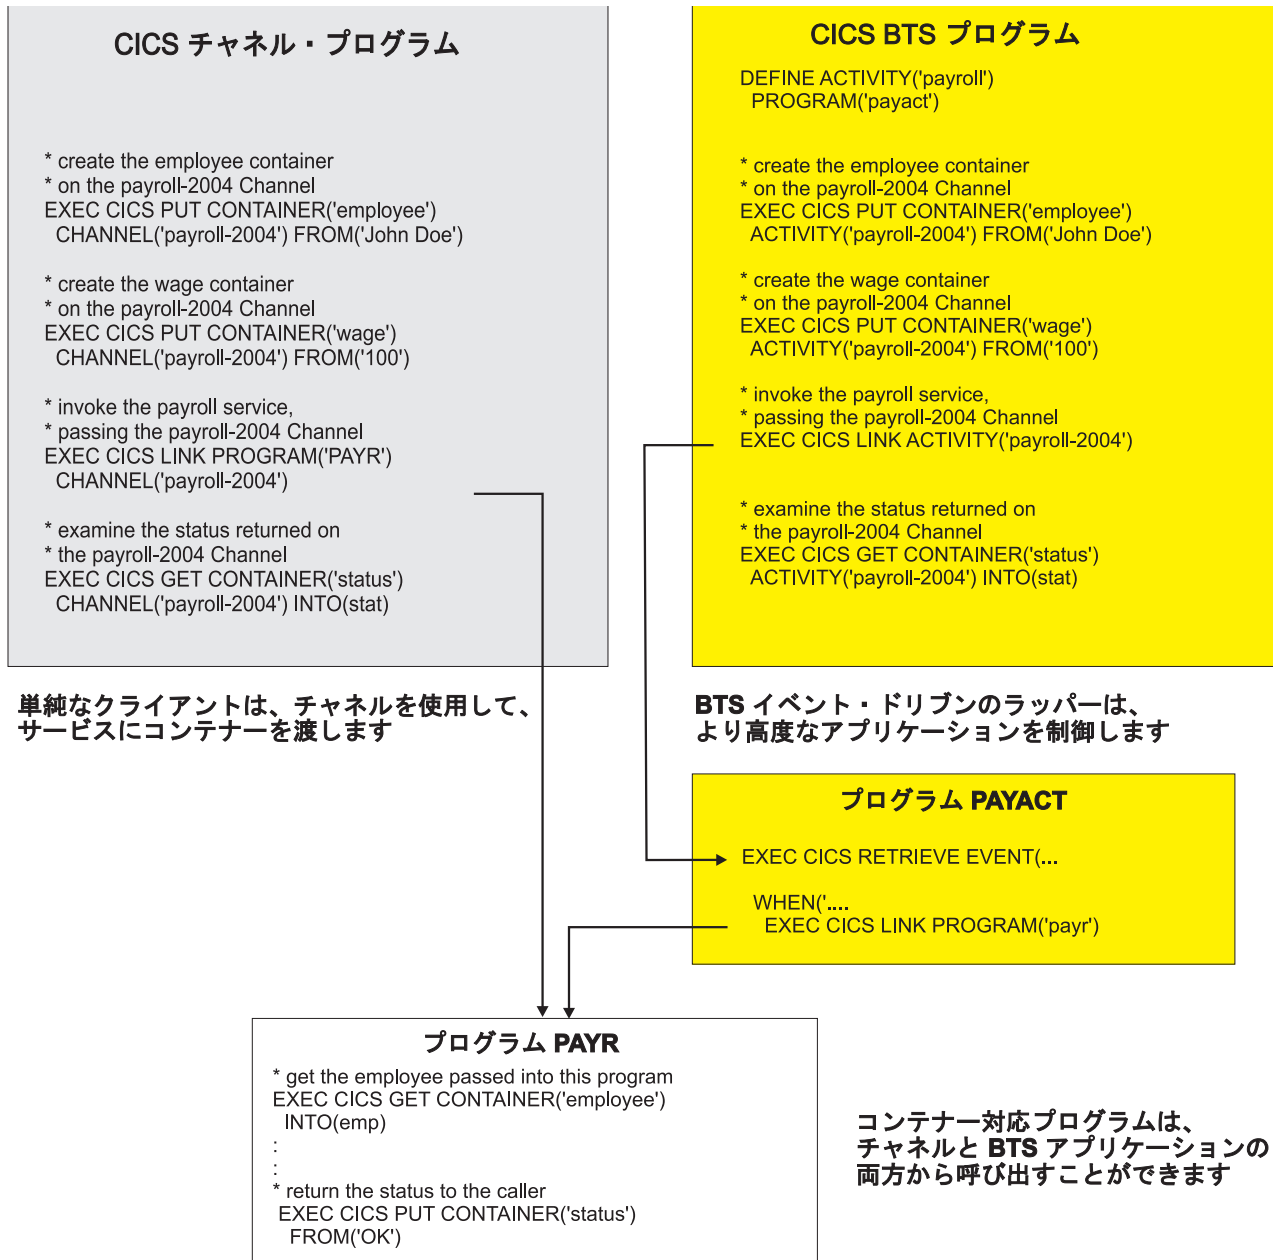 CICS チャネル・プログラム
* create the employee container
* on the payroll-2004 Channel
EXEC CICS PUT CONTAINER('employee')
CHANNEL('payroll-2004') FROM('John Doe')
* create the wage container
* on the payroll-2004 Channel
EXEC CICS PUT CONTAINER('wage')
CHANNEL('payroll-2004') FROM('100')
* invoke the payroll service,
* passing the payroll-2004 Channel
EXEC CICS LINK PROGRAM('PAYR')
CHANNEL('payroll-2004')
* examine the status returned on
* the payroll-2004 Channel
EXEC CICS GET CONTAINER('status')
CHANNEL('payroll-2004') INTO(stat)
単純なクライアントは、チャネルを使用して、
サービスにコンテナーを渡します
CICS BTS プログラム
DEFINE ACTIVITY('payroll')
PROGRAM('payact')
* create the employee container
* on the payroll-2004 Channel
EXEC CICS PUT CONTAINER('employee')
ACTIVITY('payroll-2004') FROM('John Doe')
* create the wage container
* on the payroll-2004 Channel
EXEC CICS PUT CONTAINER('wage')
ACTIVITY('payroll-2004') FROM('100')
* invoke the payroll service,
* passing the payroll-2004 Channel
EXEC CICS LINK ACTIVITY('payroll-2004')
* examine the status returned on
* the payroll-2004 Channel
EXEC CICS GET CONTAINER('status')
ACTIVITY('payroll-2004') INTO(stat)
BTS イベント・ドリブンのラッパーは、
より高度なアプリケーションを制御します
プログラム PAYACT
EXEC CICS RETRIEVE EVENT(...
WHEN('....
EXEC CICS LINK PROGRAM('payr')
プログラム PAYR
* get the employee passed into this program
EXEC CICS GET CONTAINER('employee')
INTO(emp)
:
:
* return the status to the caller
EXEC CICS PUT CONTAINER('status')
FROM('OK')
コンテナー対応プログラムは、
チャネルと BTS アプリケーションの
両方から呼び出すことができます